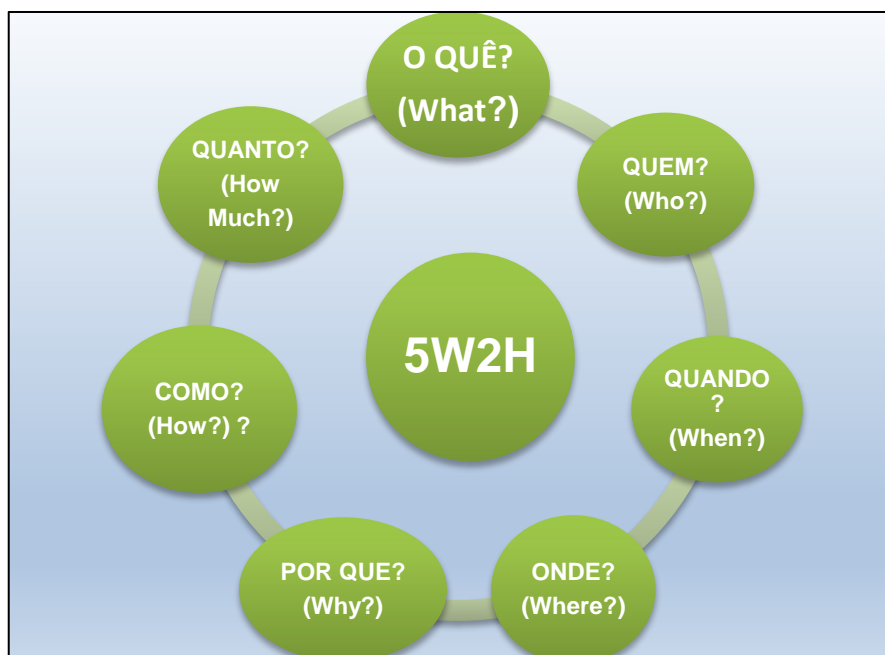 O QUÊ?
(What?)
QUEM?
(Who?)
QUANDO
?
(When?)
ONDE?
(Where?)
POR QUE?
(Why?)
COMO?
(How?) ?
QUANTO?
(How
Much?)
5W2H